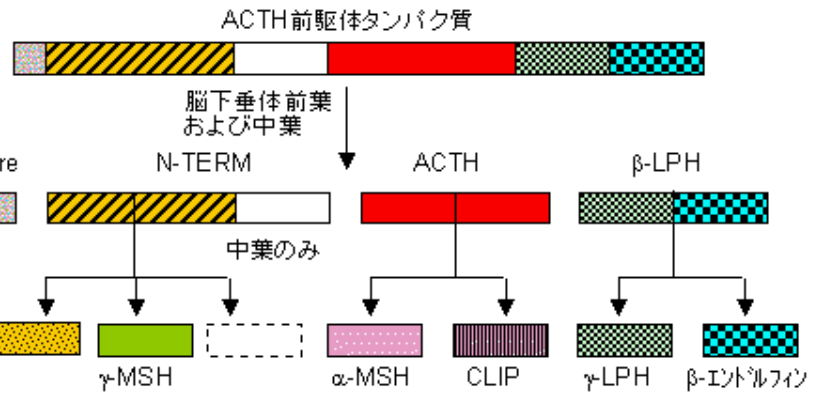 ACTH前駆体タンパク質
脳下垂体前葉
および中葉
re N-TERM ACTH β-LPH
中葉のみ
γ-MSH α-MSH CLIP γ-LPH β-エンドルフィン